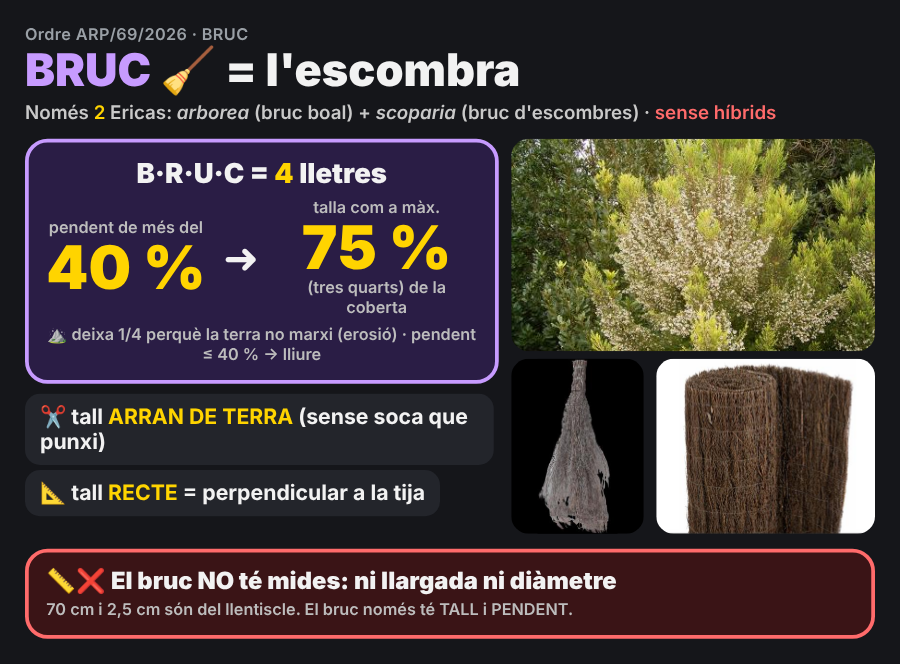 Ordre ARP/69/2026 · BRUC
BRUC 🧹 = l'escombra
Només 2 Ericas: arborea (bruc boal) + scoparia (bruc d'escombres) · sense híbrids
B·R·U·C = 4 lletres
pendent de més del
40 %
➜
talla com a màx.
75 %
(tres quarts) de la
coberta
⛰️ deixa 1/4 perquè la terra no marxi (erosió) · pendent
≤ 40 % → lliure
✂️ tall ARRAN DE TERRA (sense soca que
punxi)
📐 tall RECTE = perpendicular a la tija
📏❌ El bruc NO té mides: ni llargada ni diàmetre
70 cm i 2,5 cm són del llentiscle. El bruc només té TALL i PENDENT.